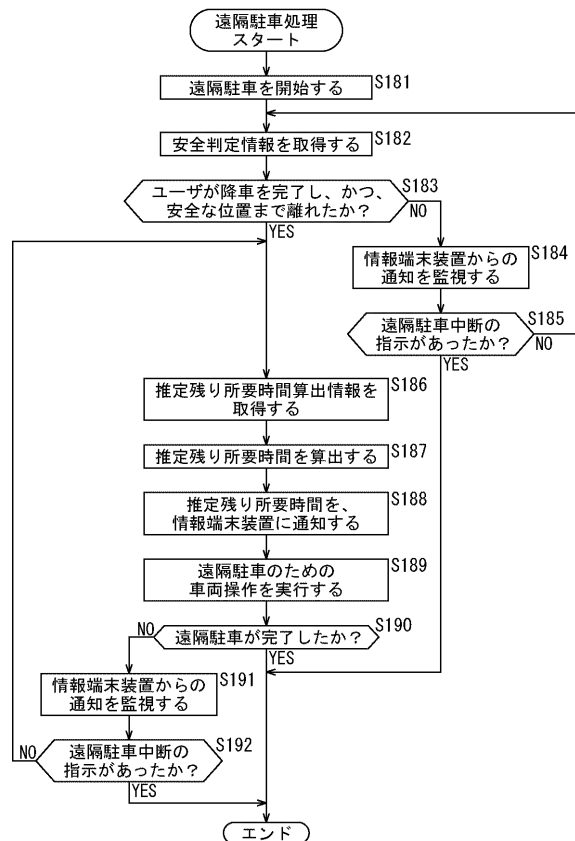 遠隔駐車処理
スタート
遠隔駐車を開始する
S181
安全判定情報を取得する
S182
ユーザが降車を完了し、かつ、
安全な位置まで離れたか?
S183
NO
YES
情報端末装置からの
通知を監視する
S184
遠隔駐車中断の
指示があったか?
S185
NO
YES
推定残り所要時間算出情報を
取得する
S186
推定残り所要時間を算出する
S187
推定残り所要時間を、
情報端末装置に通知する
S188
遠隔駐車のための
車両操作を実行する
S189
遠隔駐車が完了したか?
S190
NO
YES
情報端末装置からの
通知を監視する
S191
遠隔駐車中断の
指示があったか?
S192
NO
YES
エンド